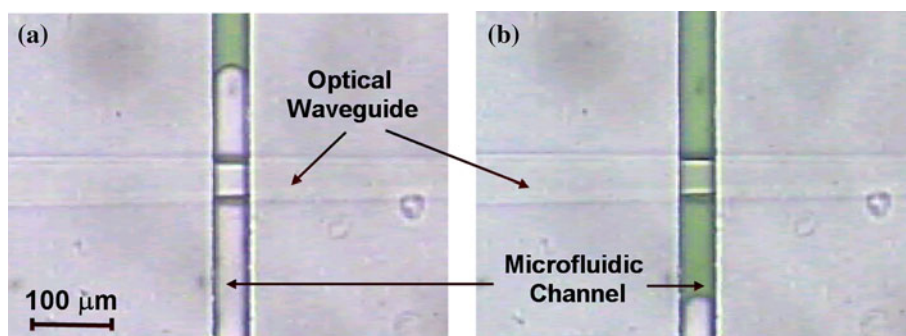 (a)
(b)
Optical
Waveguide
Microfluidic
Channel
100 μm